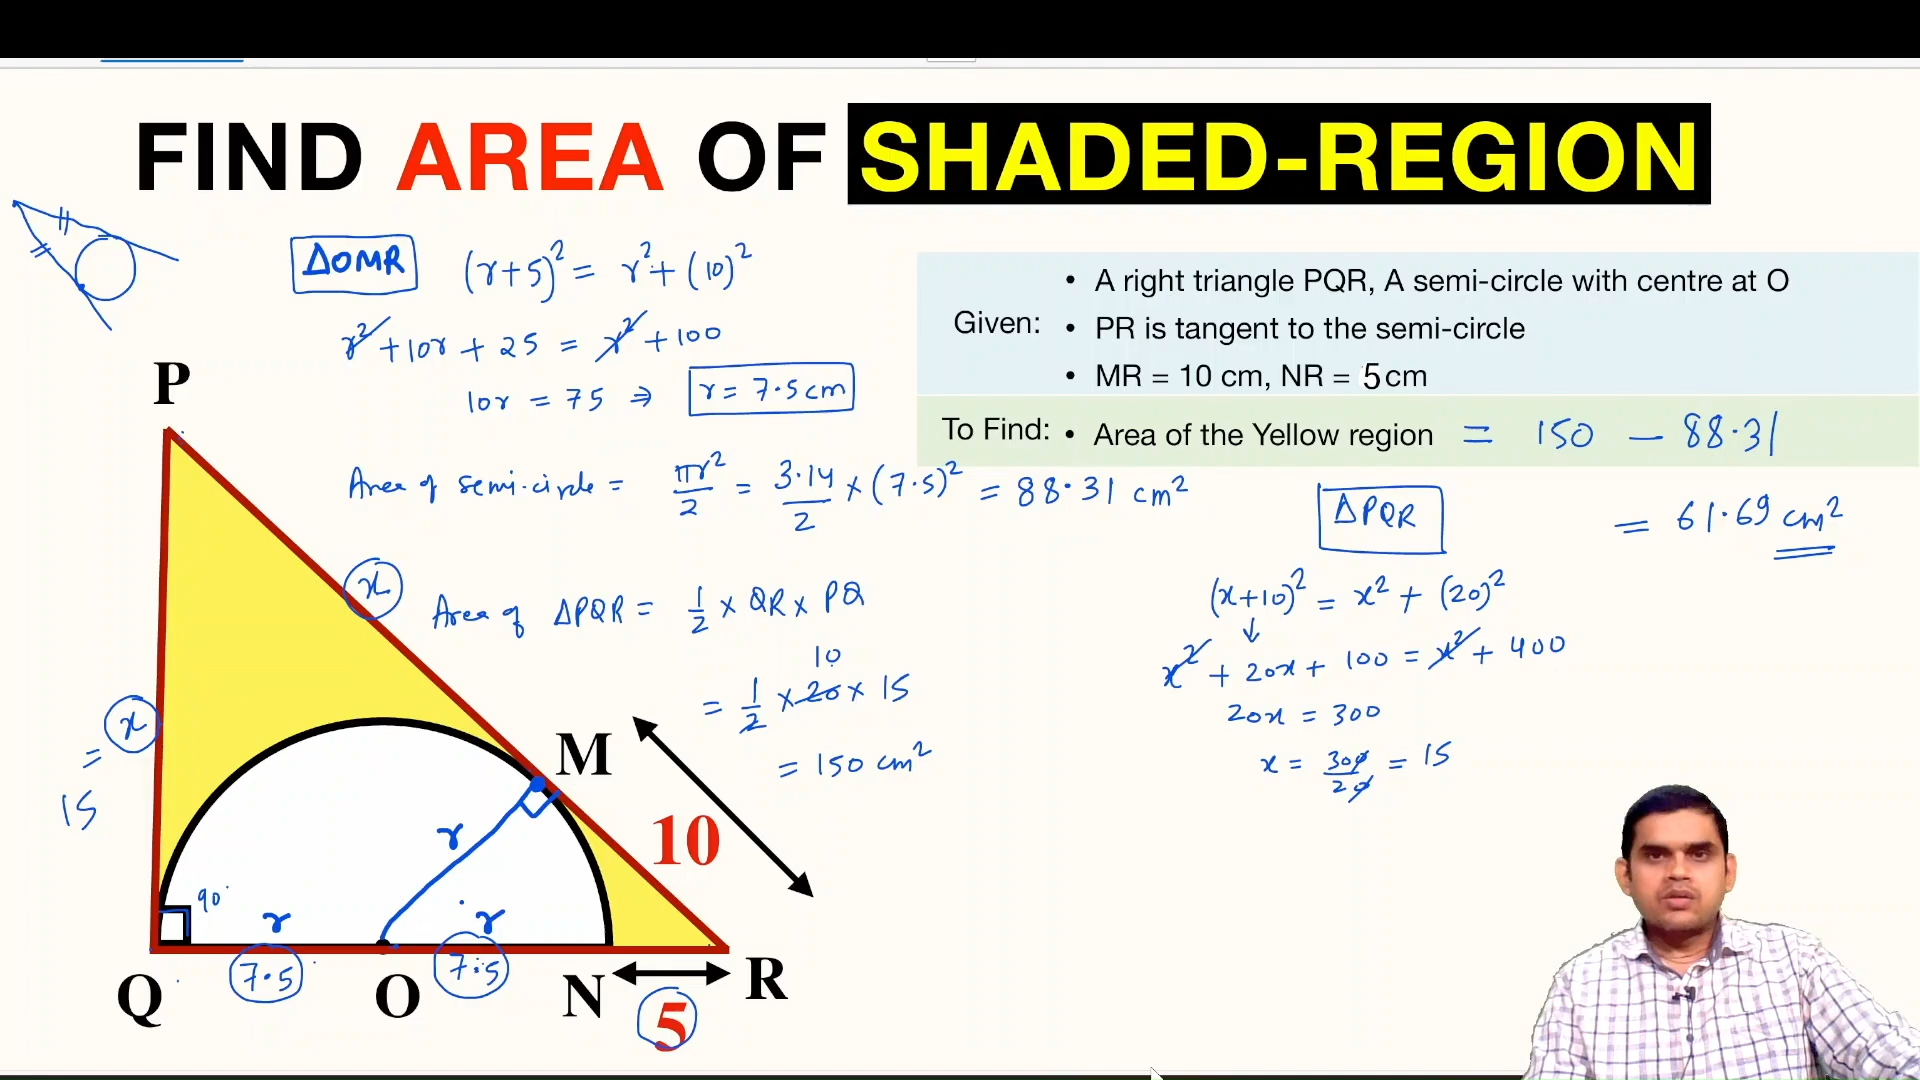 FIND AREA OF SHADED-REGION
ΔOMR
(r+5)² = r² + (10)²
r² + 10r + 25 = r² + 100
10r = 75 ⇒ r = 7.5 cm
Given:
• A right triangle PQR, A semi-circle with centre at O
• PR is tangent to the semi-circle
• MR = 10 cm, NR = 5 cm
To Find: • Area of the Yellow region = 150 − 88.31
= 61.69 cm²
Area of semi-circle = πr²/2 = 3.14/2 × (7.5)² = 88.31 cm²
Area of ΔPQR = 1/2 × QR × PQ
10
= 1/2 × 20 × 15
= 150 cm²
ΔPQR
(x+10)² = x² + (20)²
x² + 20x + 100 = x² + 400
20x = 300
x = 300/20 = 15
P
x
x
=
15
M
10
r
90°
r
r
7.5
7.5
Q
O
N
R
5